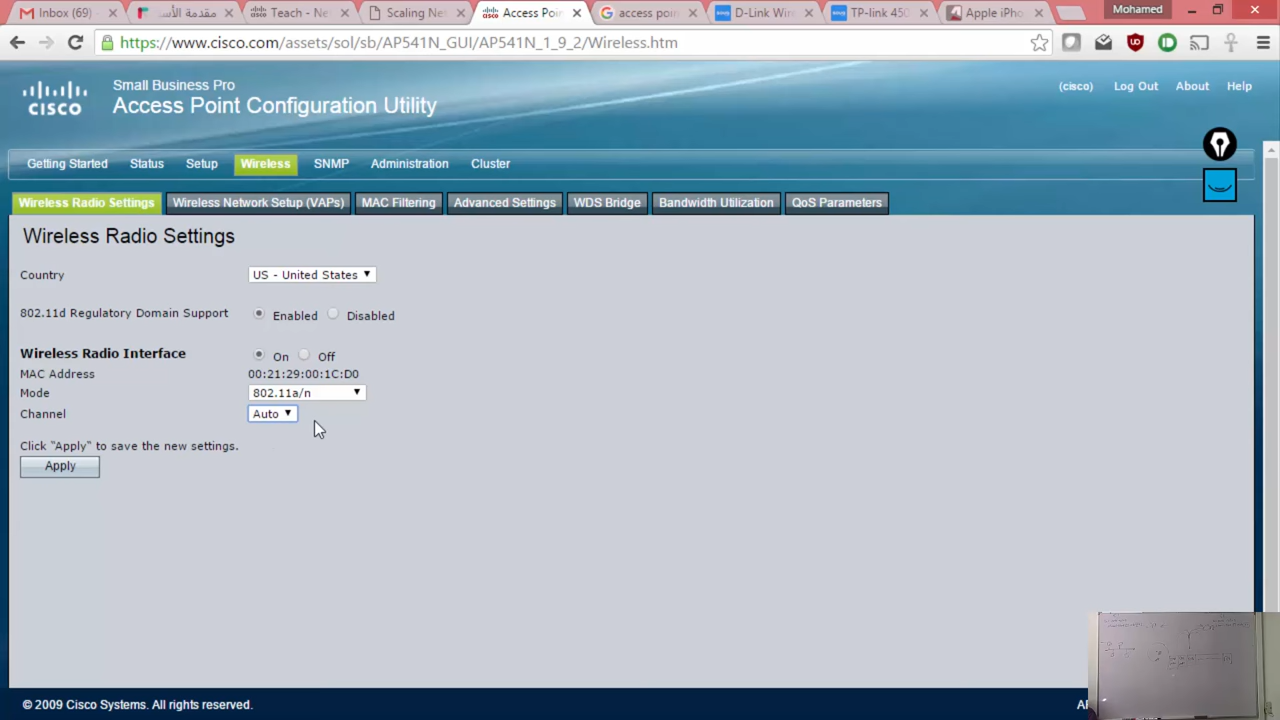 Inbox (69)
مقدمة الأسـ
Teach - Ne
Scaling Ne
Access Poi
access poin
D-Link Wir
TP-link 450
Apple iPho
Mohamed
https://www.cisco.com/assets/sol/sb/AP541N_GUI/AP541N_1_9_2/Wireless.htm
CISCO
Small Business Pro
Access Point Configuration Utility
(cisco) Log Out About Help
Getting Started Status Setup Wireless SNMP Administration Cluster
Wireless Radio Settings Wireless Network Setup (VAPs) MAC Filtering Advanced Settings WDS Bridge Bandwidth Utilization QoS Parameters
Wireless Radio Settings
Country US - United States
802.11d Regulatory Domain Support Enabled Disabled
Wireless Radio Interface On Off
MAC Address 00:21:29:00:1C:D0
Mode 802.11a/n
Channel Auto
Click "Apply" to save the new settings.
Apply
© 2009 Cisco Systems. All rights reserved.